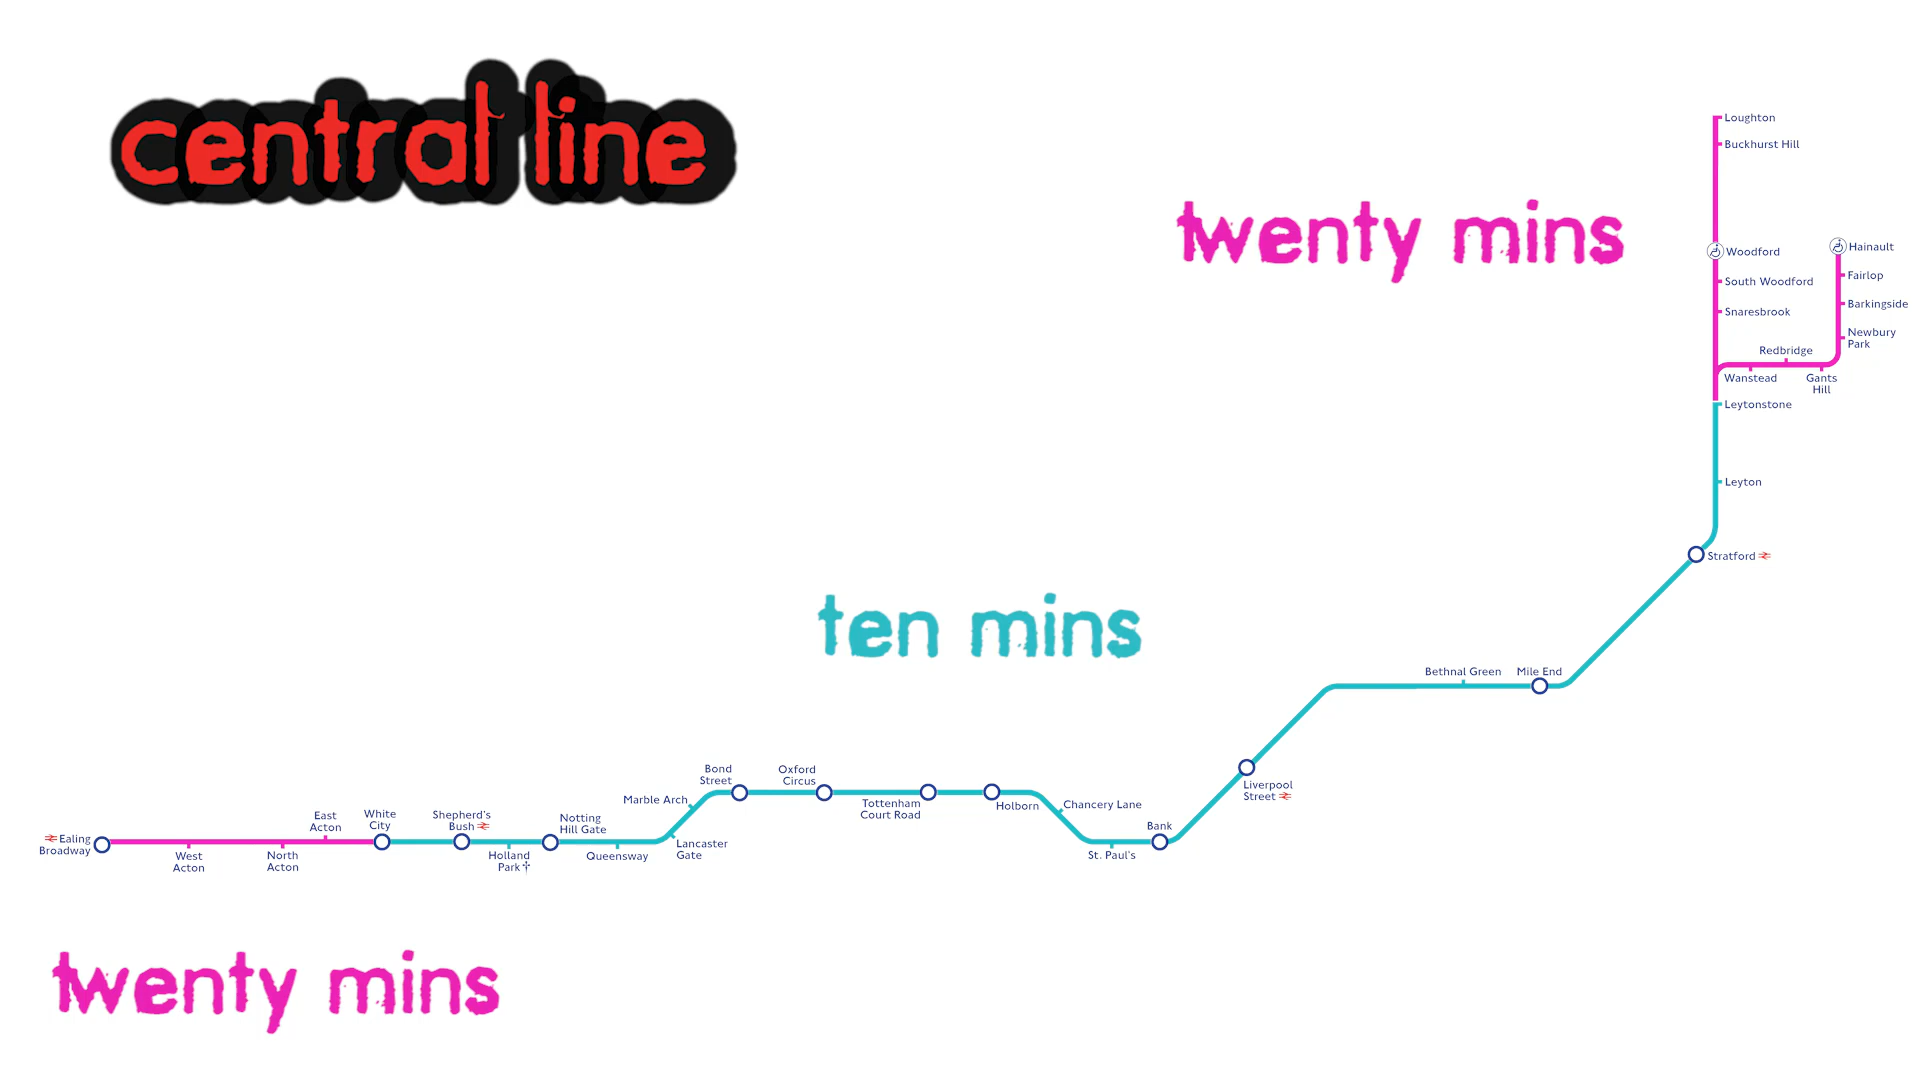 central line
twenty mins
Loughton
Buckhurst Hill
Woodford
South Woodford
Snaresbrook
Hainault
Fairlop
Barkingside
Newbury
Park
Redbridge
Wanstead
Gants
Hill
Leytonstone
Leyton
Stratford
ten mins
Bethnal Green
Mile End
Liverpool
Street
Bank
St. Paul's
Chancery Lane
Holborn
Tottenham
Court Road
Oxford
Circus
Bond
Street
Marble Arch
Lancaster
Gate
Queensway
Notting
Hill Gate
Holland
Park †
Shepherd's
Bush
White
City
East
Acton
North
Acton
West
Acton
Ealing
Broadway
twenty mins